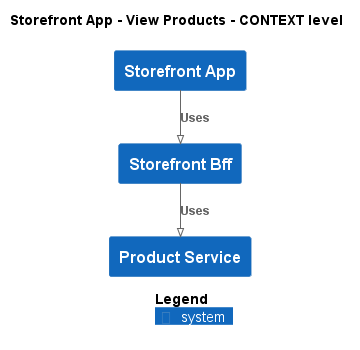 Storefront App - View Products - CONTEXT level
Storefront App
Uses
Storefront Bff
Uses
Product Service
Legend
system